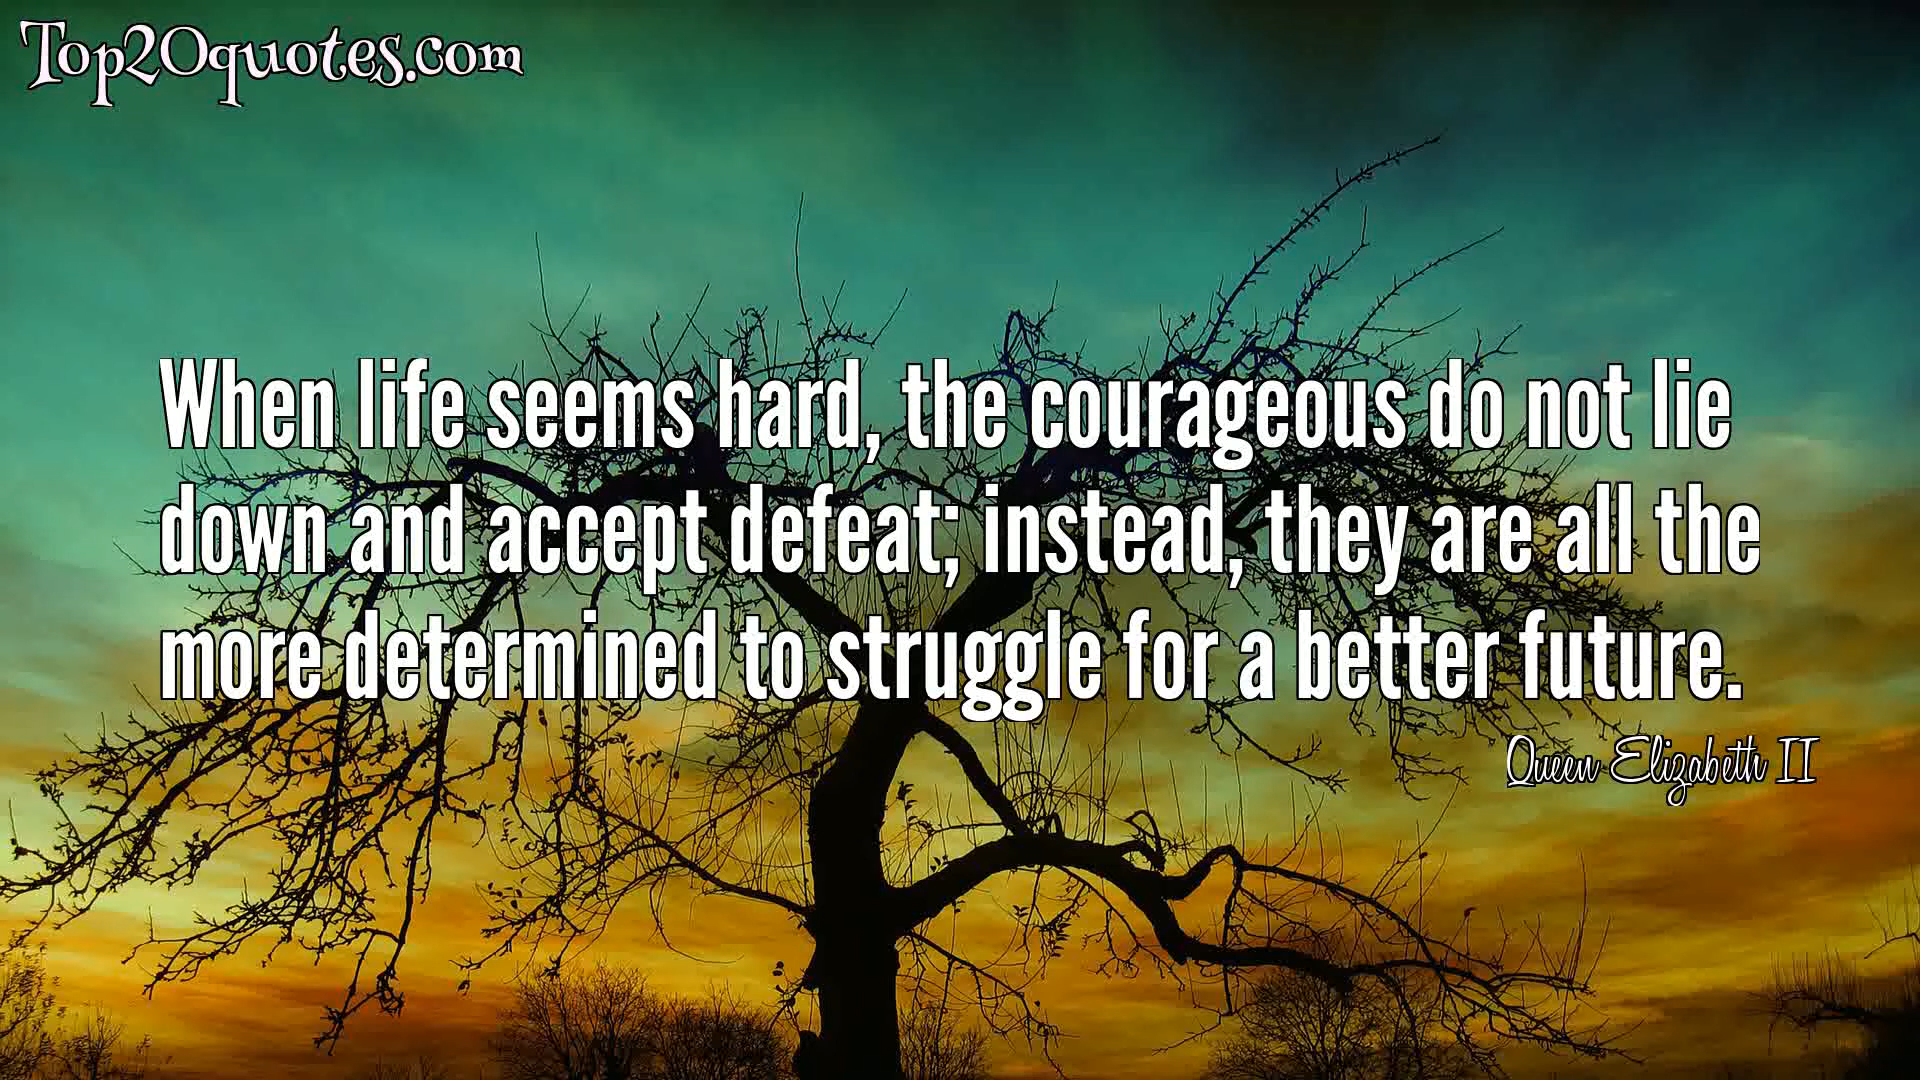 Top20quotes.com
When life seems hard, the courageous do not lie
down and accept defeat; instead, they are all the
more determined to struggle for a better future.
Queen Elizabeth II